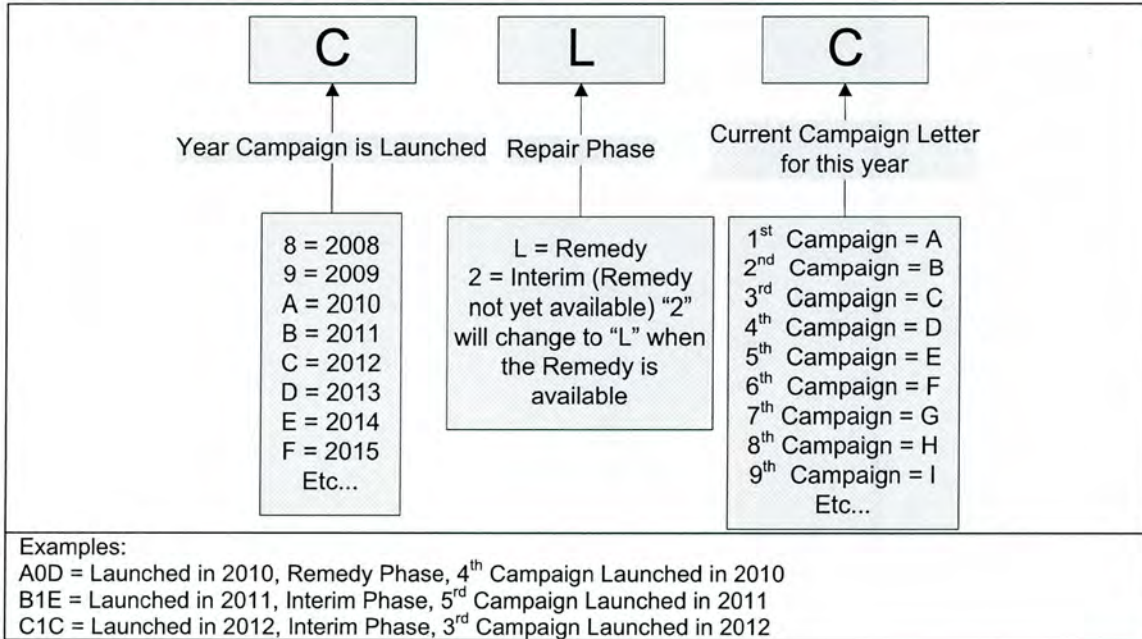 C L C
Year Campaign is Launched
Repair Phase
Current Campaign Letter
for this year
8 = 2008
9 = 2009
A = 2010
B = 2011
C = 2012
D = 2013
E = 2014
F = 2015
Etc...
L = Remedy
2 = Interim (Remedy
not yet available) “2”
will change to “L” when
the Remedy is
available
1st Campaign = A
2nd Campaign = B
3rd Campaign = C
4th Campaign = D
5th Campaign = E
6th Campaign = F
7th Campaign = G
8th Campaign = H
9th Campaign = I
Etc...
Examples:
A0D = Launched in 2010, Remedy Phase, 4th Campaign Launched in 2010
B1E = Launched in 2011, Interim Phase, 5rd Campaign Launched in 2011
C1C = Launched in 2012, Interim Phase, 3rd Campaign Launched in 2012